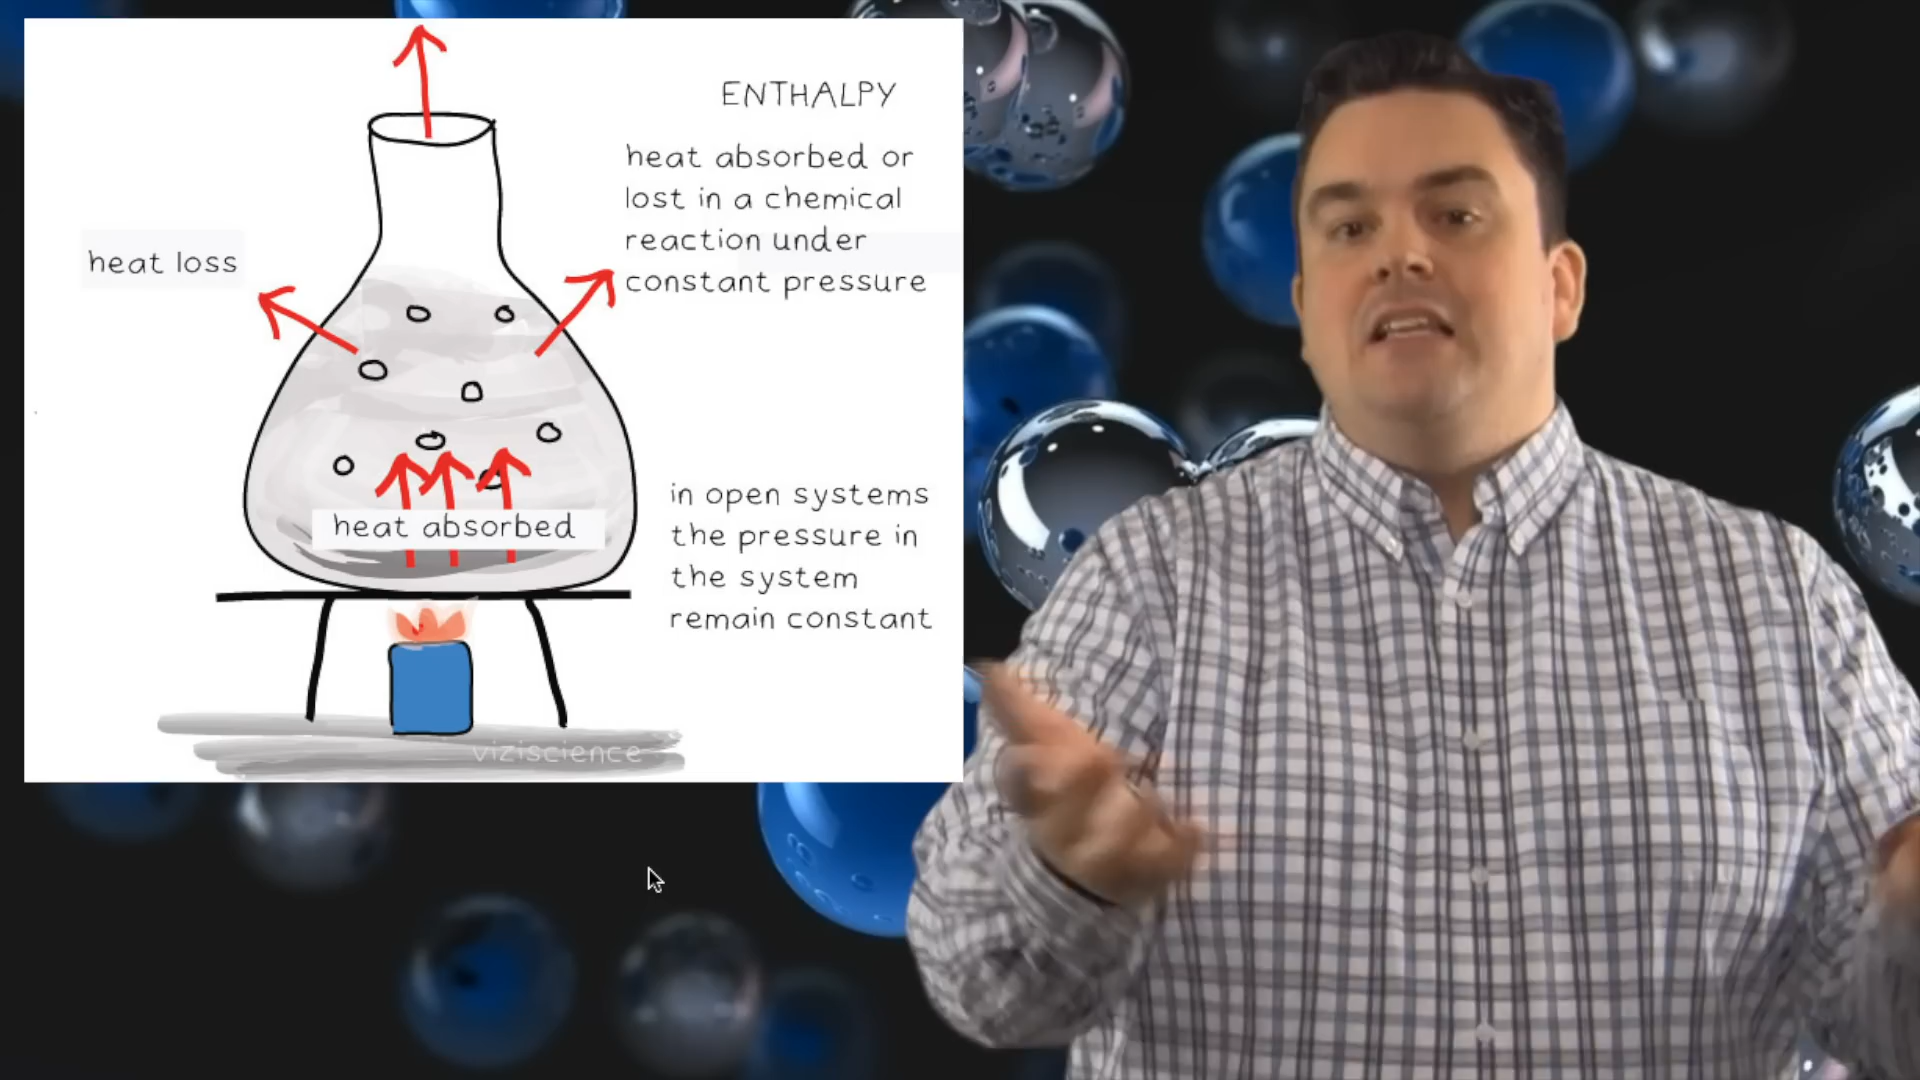 ENTHALPY
heat absorbed or
lost in a chemical
reaction under
constant pressure
heat loss
in open systems
the pressure in
the system
remain constant
heat absorbed
viziscience